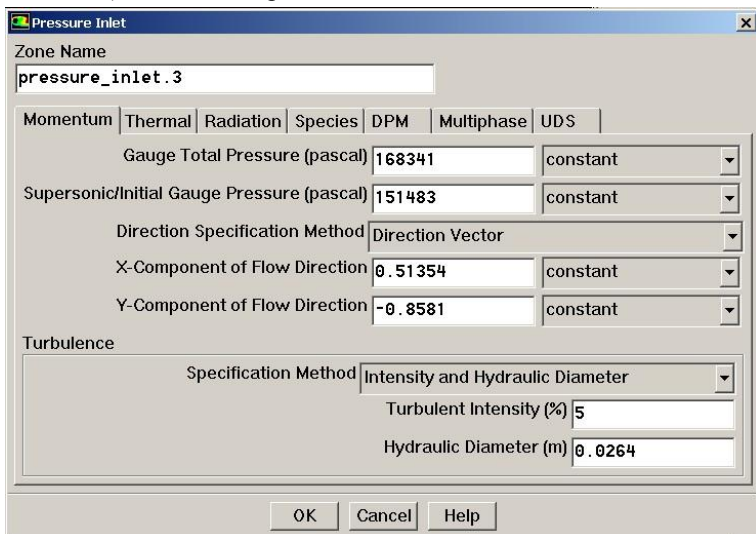 Pressure Inlet
Zone Name
pressure_inlet.3
Momentum Thermal Radiation Species DPM Multiphase UDS
Gauge Total Pressure (pascal) 168341 constant
Supersonic/Initial Gauge Pressure (pascal) 151483 constant
Direction Specification Method Direction Vector
X-Component of Flow Direction 0.51354 constant
Y-Component of Flow Direction -0.8581 constant
Turbulence
Specification Method Intensity and Hydraulic Diameter
Turbulent Intensity (%) 5
Hydraulic Diameter (m) 0.0264
OK Cancel Help